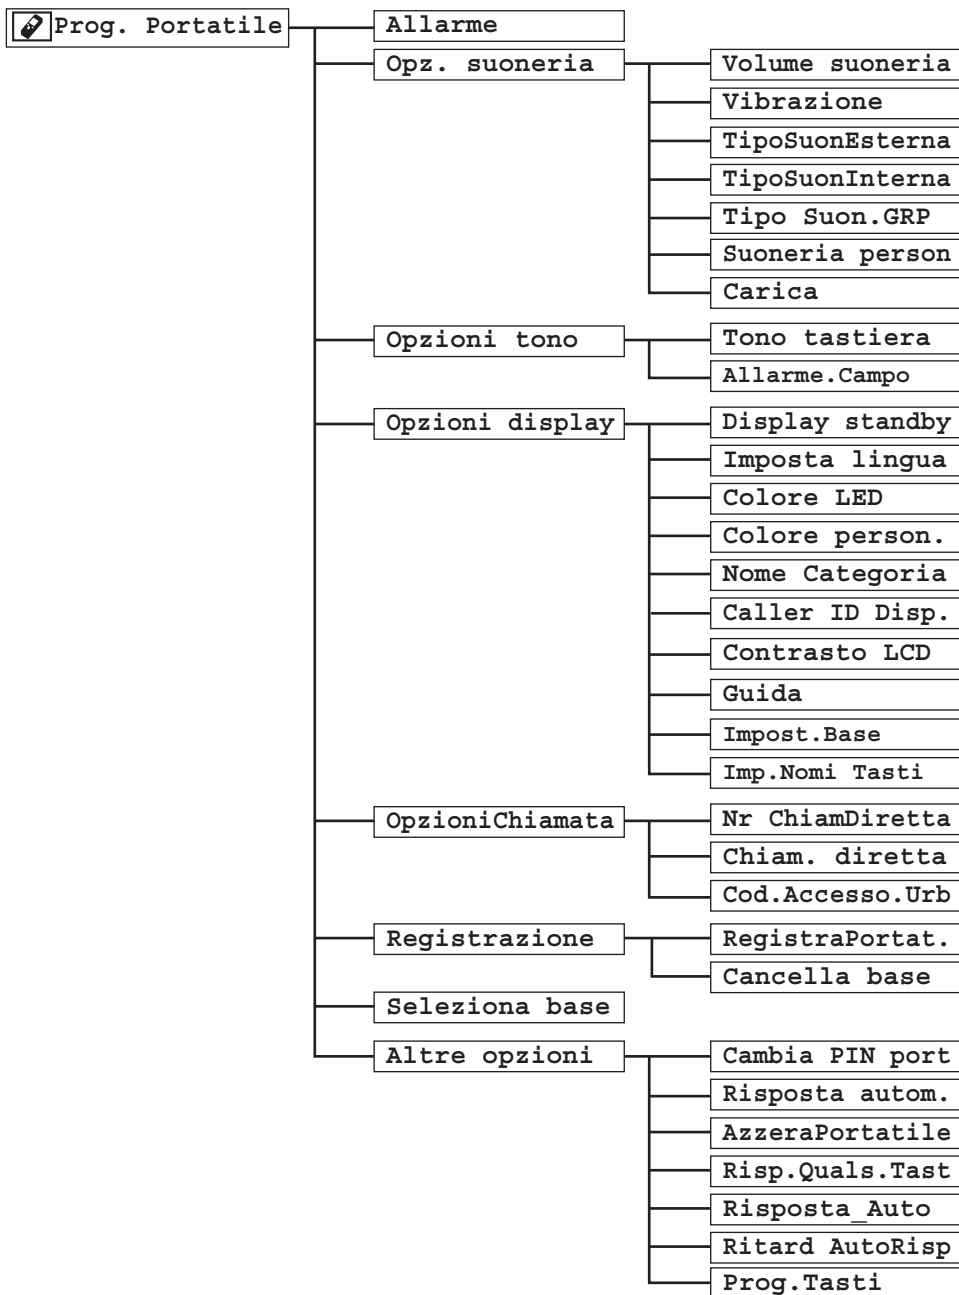 Prog. Portatile
Allarme
Opz. suoneria
Volume suoneria
Vibrazione
TipoSuonEsterna
TipoSuonInterna
Tipo Suon.GRP
Suoneria person
Carica
Opzioni tono
Tono tastiera
Allarme.Campo
Opzioni display
Display standby
Imposta lingua
Colore LED
Colore person.
Nome Categoria
Caller ID Disp.
Contrasto LCD
Guida
Impost.Base
Imp.Nomi Tasti
OpzioniChiamata
Nr ChiamDiretta
Chiam. diretta
Cod.Accesso.Urb
Registrazione
RegistraPortat.
Cancella base
Seleziona base
Altre opzioni
Cambia PIN port
Risposta autom.
AzzeraPortatile
Risp.Quals.Tast
Risposta_Auto
Ritard AutoRisp
Prog.Tasti